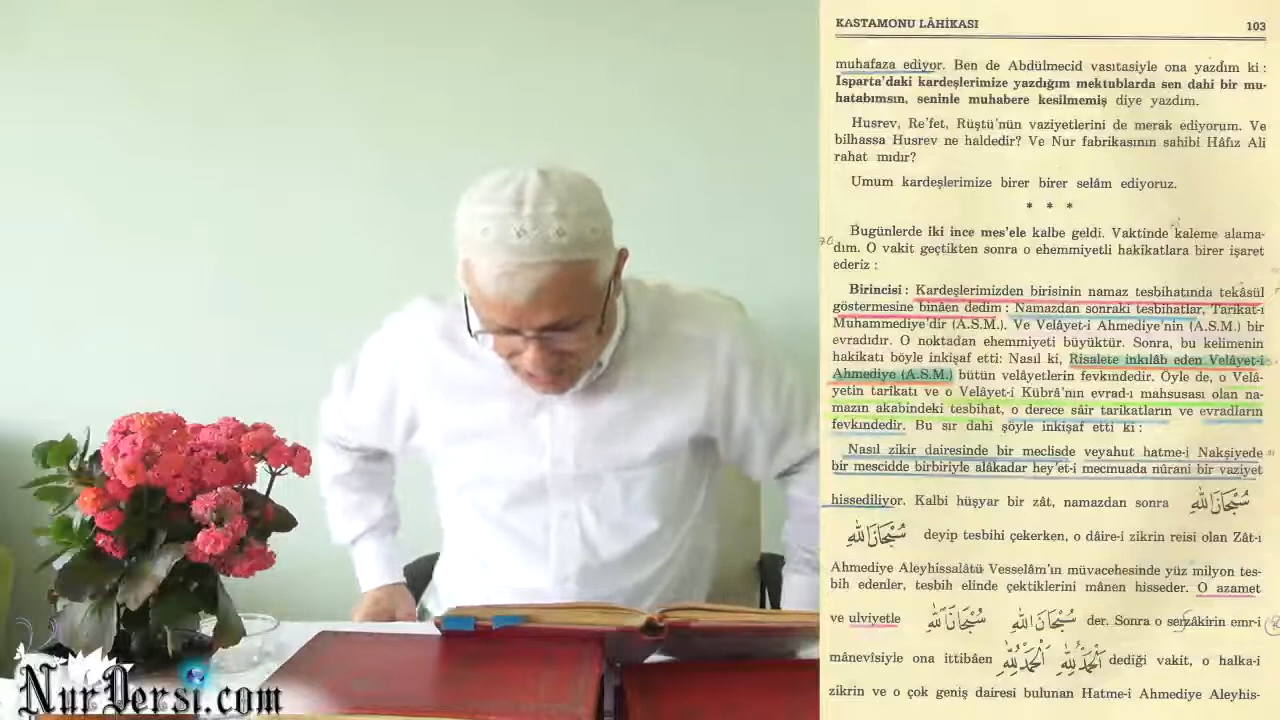 KASTAMONU LÂHİKASI 103
muhafaza ediyor. Ben de Abdülmecid vasıtasiyle ona yazdım ki :
Isparta'daki kardeşlerimize yazdığım mektublarda sen dahi bir mu-
hatabımsın, seninle muhabere kesilmemiş diye yazdım.
Husrev, Re'fet, Rüştü'nün vaziyetlerini de merak ediyorum. Ve
bilhassa Husrev ne haldedir? Ve Nur fabrikasının sahibi Hâfız Ali
rahat mıdır?
Umum kardeşlerimize birer birer selâm ediyoruz.
* * *
Bugünlerde iki ince mes'ele kalbe geldi. Vaktinde kaleme alama-
dım. O vakit geçtikten sonra o ehemmiyetli hakikatlara birer işaret
ederiz :
Birincisi : Kardeşlerimizden birisinin namaz tesbihatında tekâsül
göstermesine binâen dedim : Namazdan sonraki tesbihatlar, Tarikat-ı
Muhammediye'dir (A.S.M.). Ve Velâyet-i Ahmediye'nin (A.S.M.) bir
evradıdır. O noktadan ehemmiyeti büyüktür. Sonra, bu kelimenin
hakikatı böyle inkişaf etti: Nasıl ki, Risalete inkılâb eden Velâyet-i
Ahmediye (A.S.M.) bütün velâyetlerin fevkındedir. Öyle de, o Velâ-
yetin tarikatı ve o Velâyet-i Kübrâ'nın evrad-ı mahsusası olan na-
mazın akabindeki tesbihat, o derece sâir tarikatların ve evradların
fevkındedir. Bu sır dahi şöyle inkişaf etti ki :
Nasıl zikir dairesinde bir meclisde veyahut hatme-i Nakşiyede
bir mescidde birbiriyle alâkadar hey'et-i mecmuada nûrani bir vaziyet
hissediliyor. Kalbi hüşyar bir zât, namazdan sonra سُبْحَانَ اللّٰهِ
سُبْحَانَ اللّٰهِ deyip tesbihi çekerken, o dâire-i zikrin reisi olan Zât-ı
Ahmediye Aleyhissalâtü Vesselâm'ın müvacehesinde yüz milyon tes-
bih edenler, tesbih elinde çektiklerini mânen hisseder. O azamet
ve ulviyetle سُبْحَانَ اللّٰهِ سُبْحَانَ اللّٰهِ der. Sonra o serzâkirin emr-i
mânevîsiyle ona ittibâen اَلْحَمْدُ لِلّٰهِ اَلْحَمْدُ لِلّٰهِ dediği vakit, o halka-i
zikrin ve o çok geniş dairesi bulunan Hatme-i Ahmediye Aleyhis-
NurDersi.com